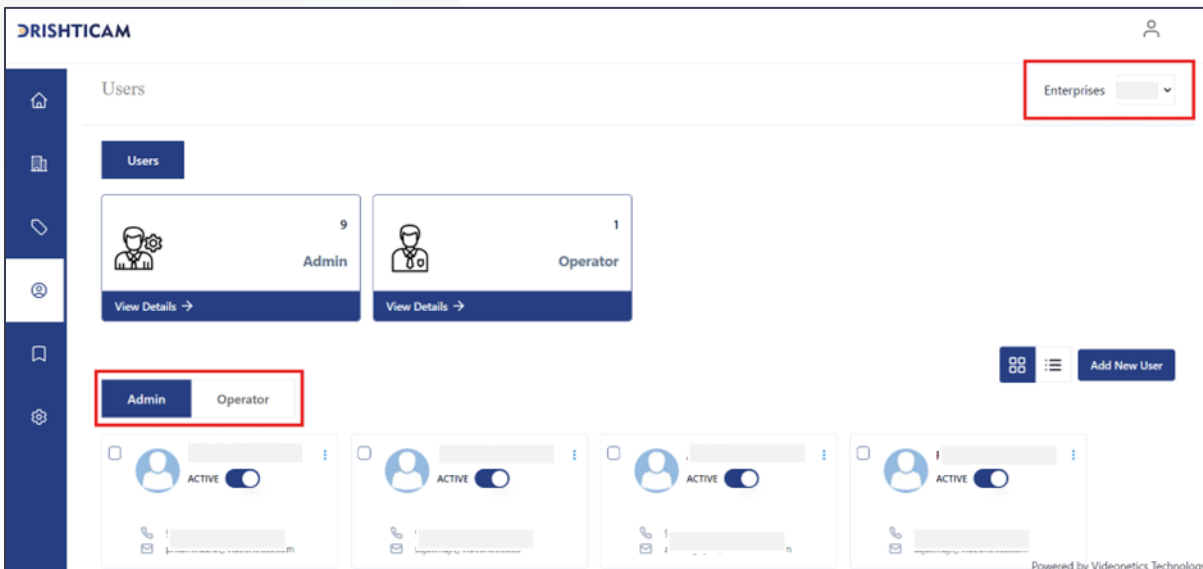 DRISHTICAM
Users
Enterprises
Users
9
Admin
View Details →
1
Operator
View Details →
Add New User
Admin
Operator
ACTIVE
ACTIVE
ACTIVE
ACTIVE
Powered by Videonetics Technology